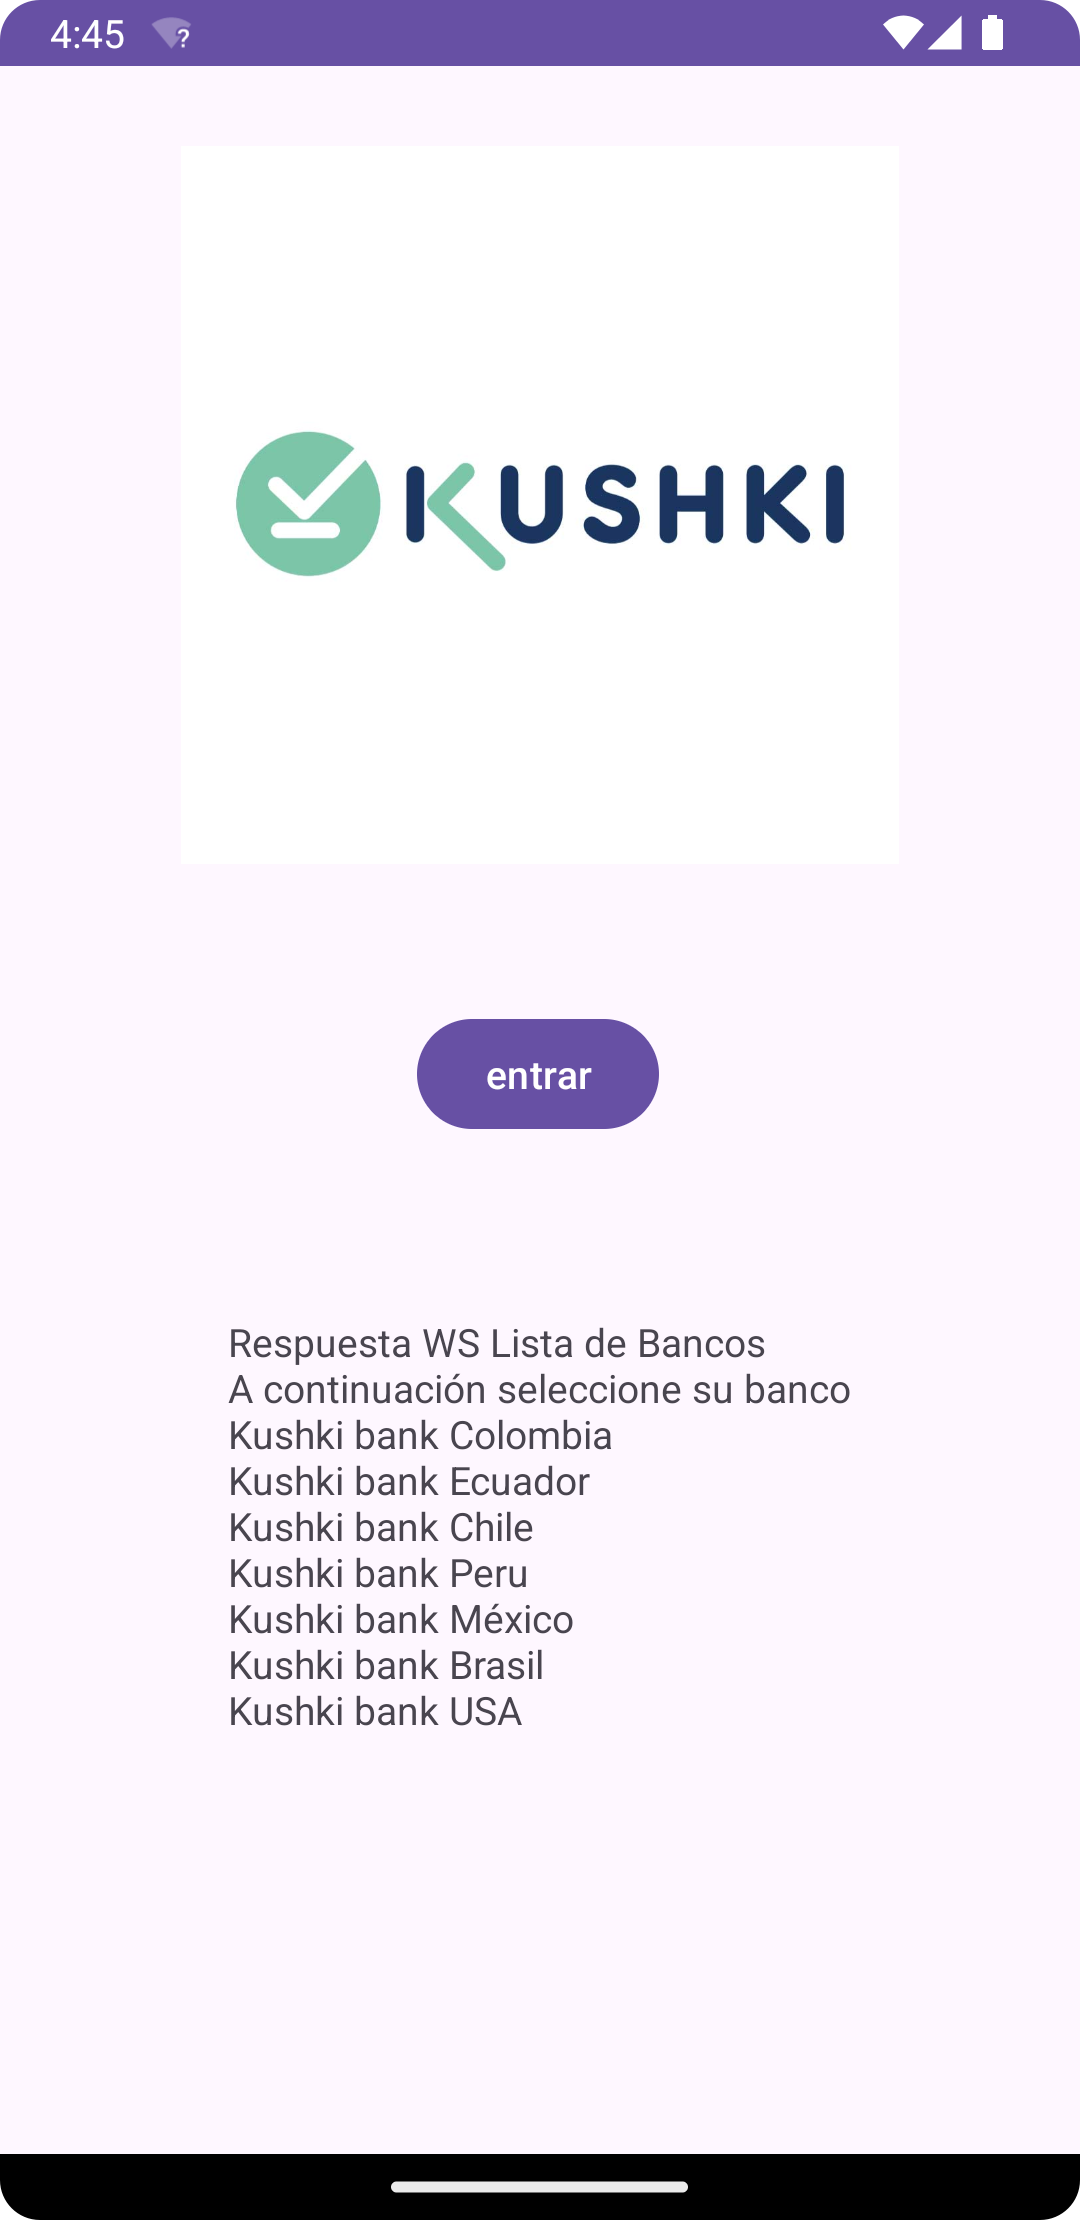 4:45
KUSHKI
entrar
Respuesta WS Lista de Bancos
A continuación seleccione su banco
Kushki bank Colombia
Kushki bank Ecuador
Kushki bank Chile
Kushki bank Peru
Kushki bank México
Kushki bank Brasil
Kushki bank USA